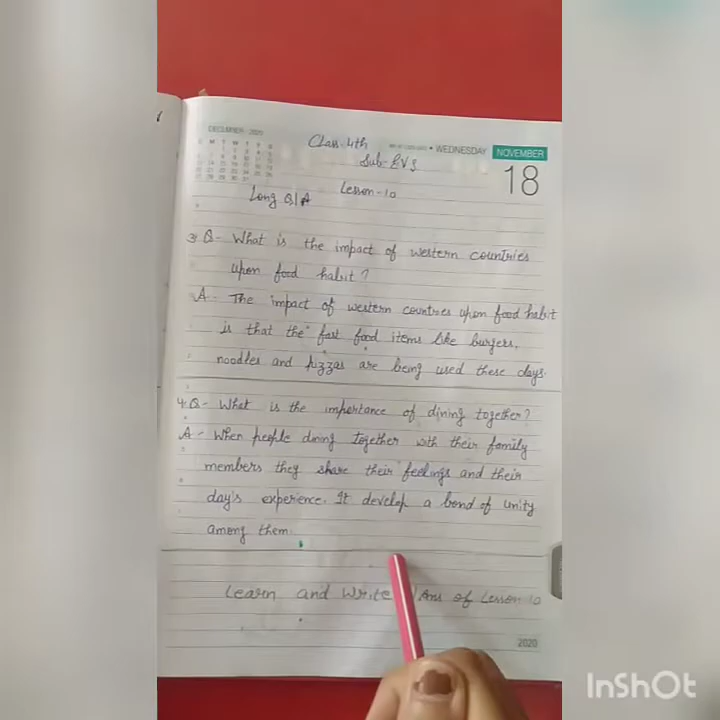 DECEMBER - 2020
WEDNESDAY
NOVEMBER
18
Class-4th
Sub-EVS
Lesson-10
Long Q/A
3 Q- What is the impact of western countries
upon food habit?
A- The impact of western countries upon food habit
is that the fast food items like burgers,
noodles and pizzas are being used these days.
4. Q- What is the importance of dining together?
A- When people dining together with their family
members they share their feelings and their
day's experience. It develop a bond of unity
among them.
Learn and Write Ans of Lesson 10
2020
InShOt